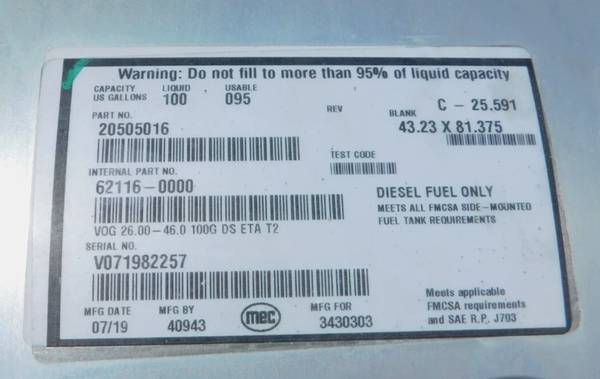 Warning: Do not fill to more than 95% of liquid capacity
CAPACITY US GALLONS LIQUID 100 USABLE 095
REV
BLANK
C - 25.591
43.23 X 81.375
PART NO.
20505016
TEST CODE
INTERNAL PART NO.
62116-0000
VOG 26.00-46.0 100G DS ETA T2
DIESEL FUEL ONLY
MEETS ALL FMCSA SIDE-MOUNTED
FUEL TANK REQUIREMENTS
SERIAL NO.
V071982257
MFG DATE 07/19
MFG BY 40943
mec
MFG FOR 3430303
Meets applicable
FMCSA requirements
and SAE R.P. J703